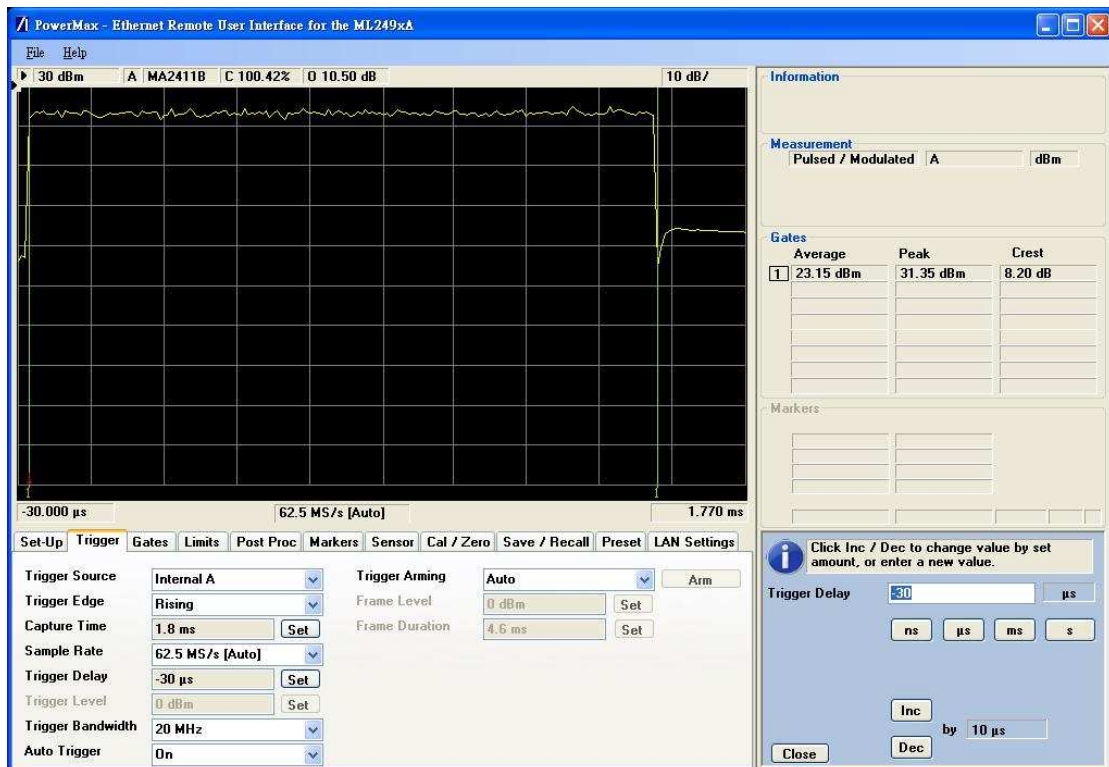 PowerMax - Ethernet Remote User Interface for the ML249xA
File Help
30 dBm A MA2411B C 100.42% O 10.50 dB 10 dB/
1 1
-30.000 µs 62.5 MS/s [Auto] 1.770 ms
Information
Measurement
Pulsed / Modulated A dBm
Gates
Average Peak Crest
1 23.15 dBm 31.35 dBm 8.20 dB
Markers
Set-Up Trigger Gates Limits Post Proc Markers Sensor Cal / Zero Save / Recall Preset LAN Settings
Trigger Source Internal A Trigger Arming Auto Arm
Trigger Edge Rising Frame Level 0 dBm Set
Capture Time 1.8 ms Set Frame Duration 4.6 ms Set
Sample Rate 62.5 MS/s [Auto]
Trigger Delay -30 µs Set
Trigger Level 0 dBm Set
Trigger Bandwidth 20 MHz
Auto Trigger On
Click Inc / Dec to change value by set
amount, or enter a new value.
Trigger Delay -30 µs
ns µs ms s
Inc
by 10 µs
Close Dec